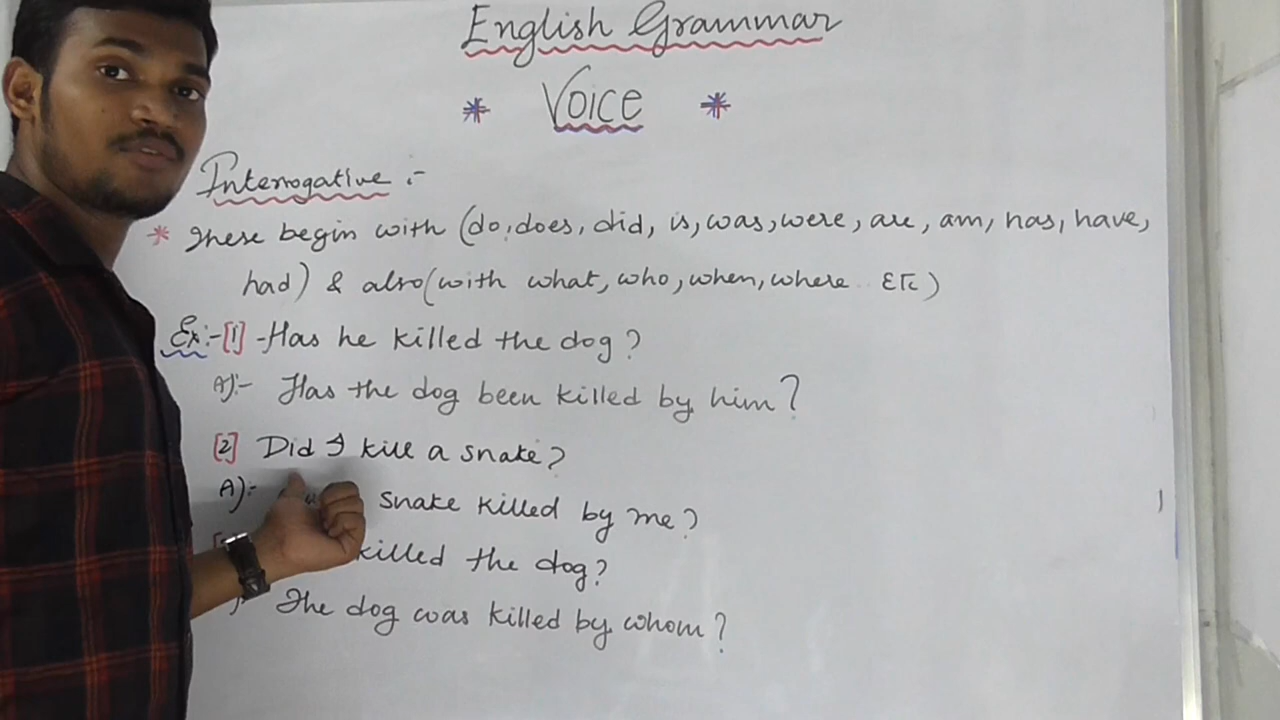 English Grammar
* Voice *
Interrogative :-
* These begin with (do, does, did, is, was, were, are, am, has, have,
had) & also (with what, who, when, where .. ETC)
Ex:- [1] - Has he killed the dog?
A):- Has the dog been killed by him?
[2] Did I kill a snake?
A):- snake killed by me?
killed the dog?
The dog was killed by whom?